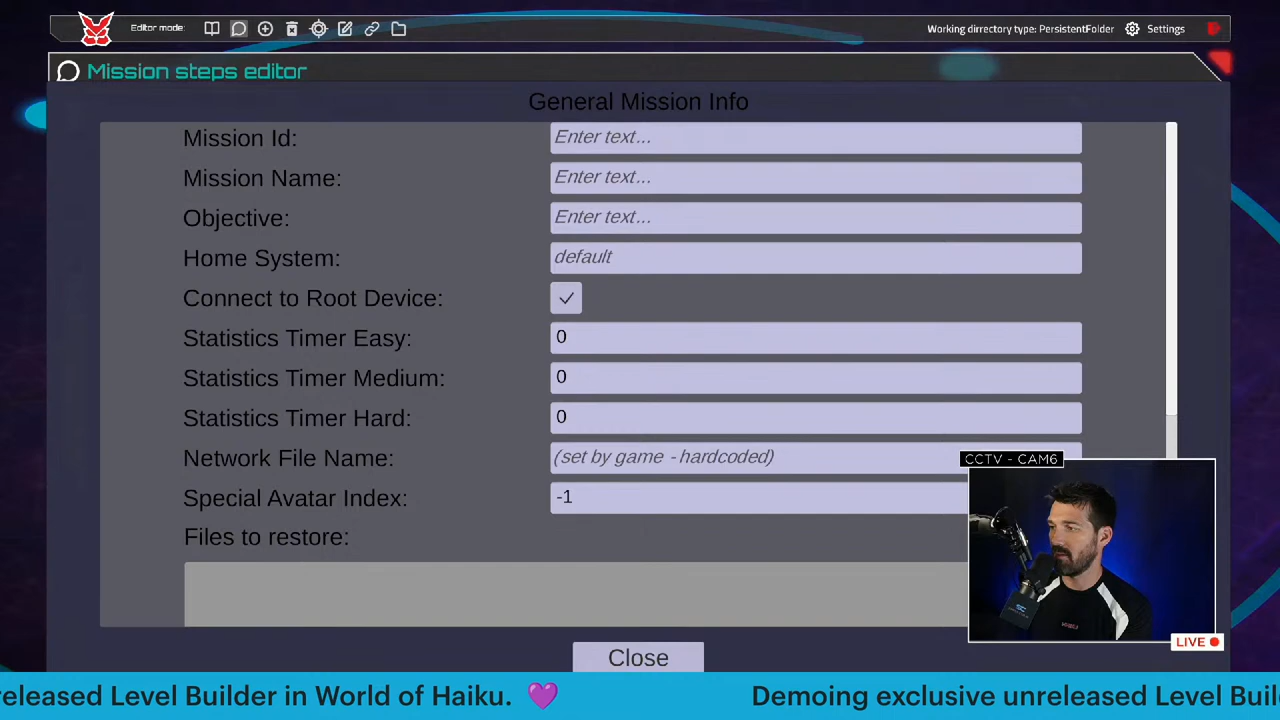 Editor mode:
Working dirrectory type: PersistentFolder
Settings
Mission steps editor
General Mission Info
Mission Id: Enter text...
Mission Name: Enter text...
Objective: Enter text...
Home System: default
Connect to Root Device:
Statistics Timer Easy: 0
Statistics Timer Medium: 0
Statistics Timer Hard: 0
Network File Name: (set by game - hardcoded)
CCTV - CAM6
Special Avatar Index: -1
Files to restore:
LIVE
Close
released Level Builder in World of Haiku. 💜 Demoing exclusive unreleased Level Buil